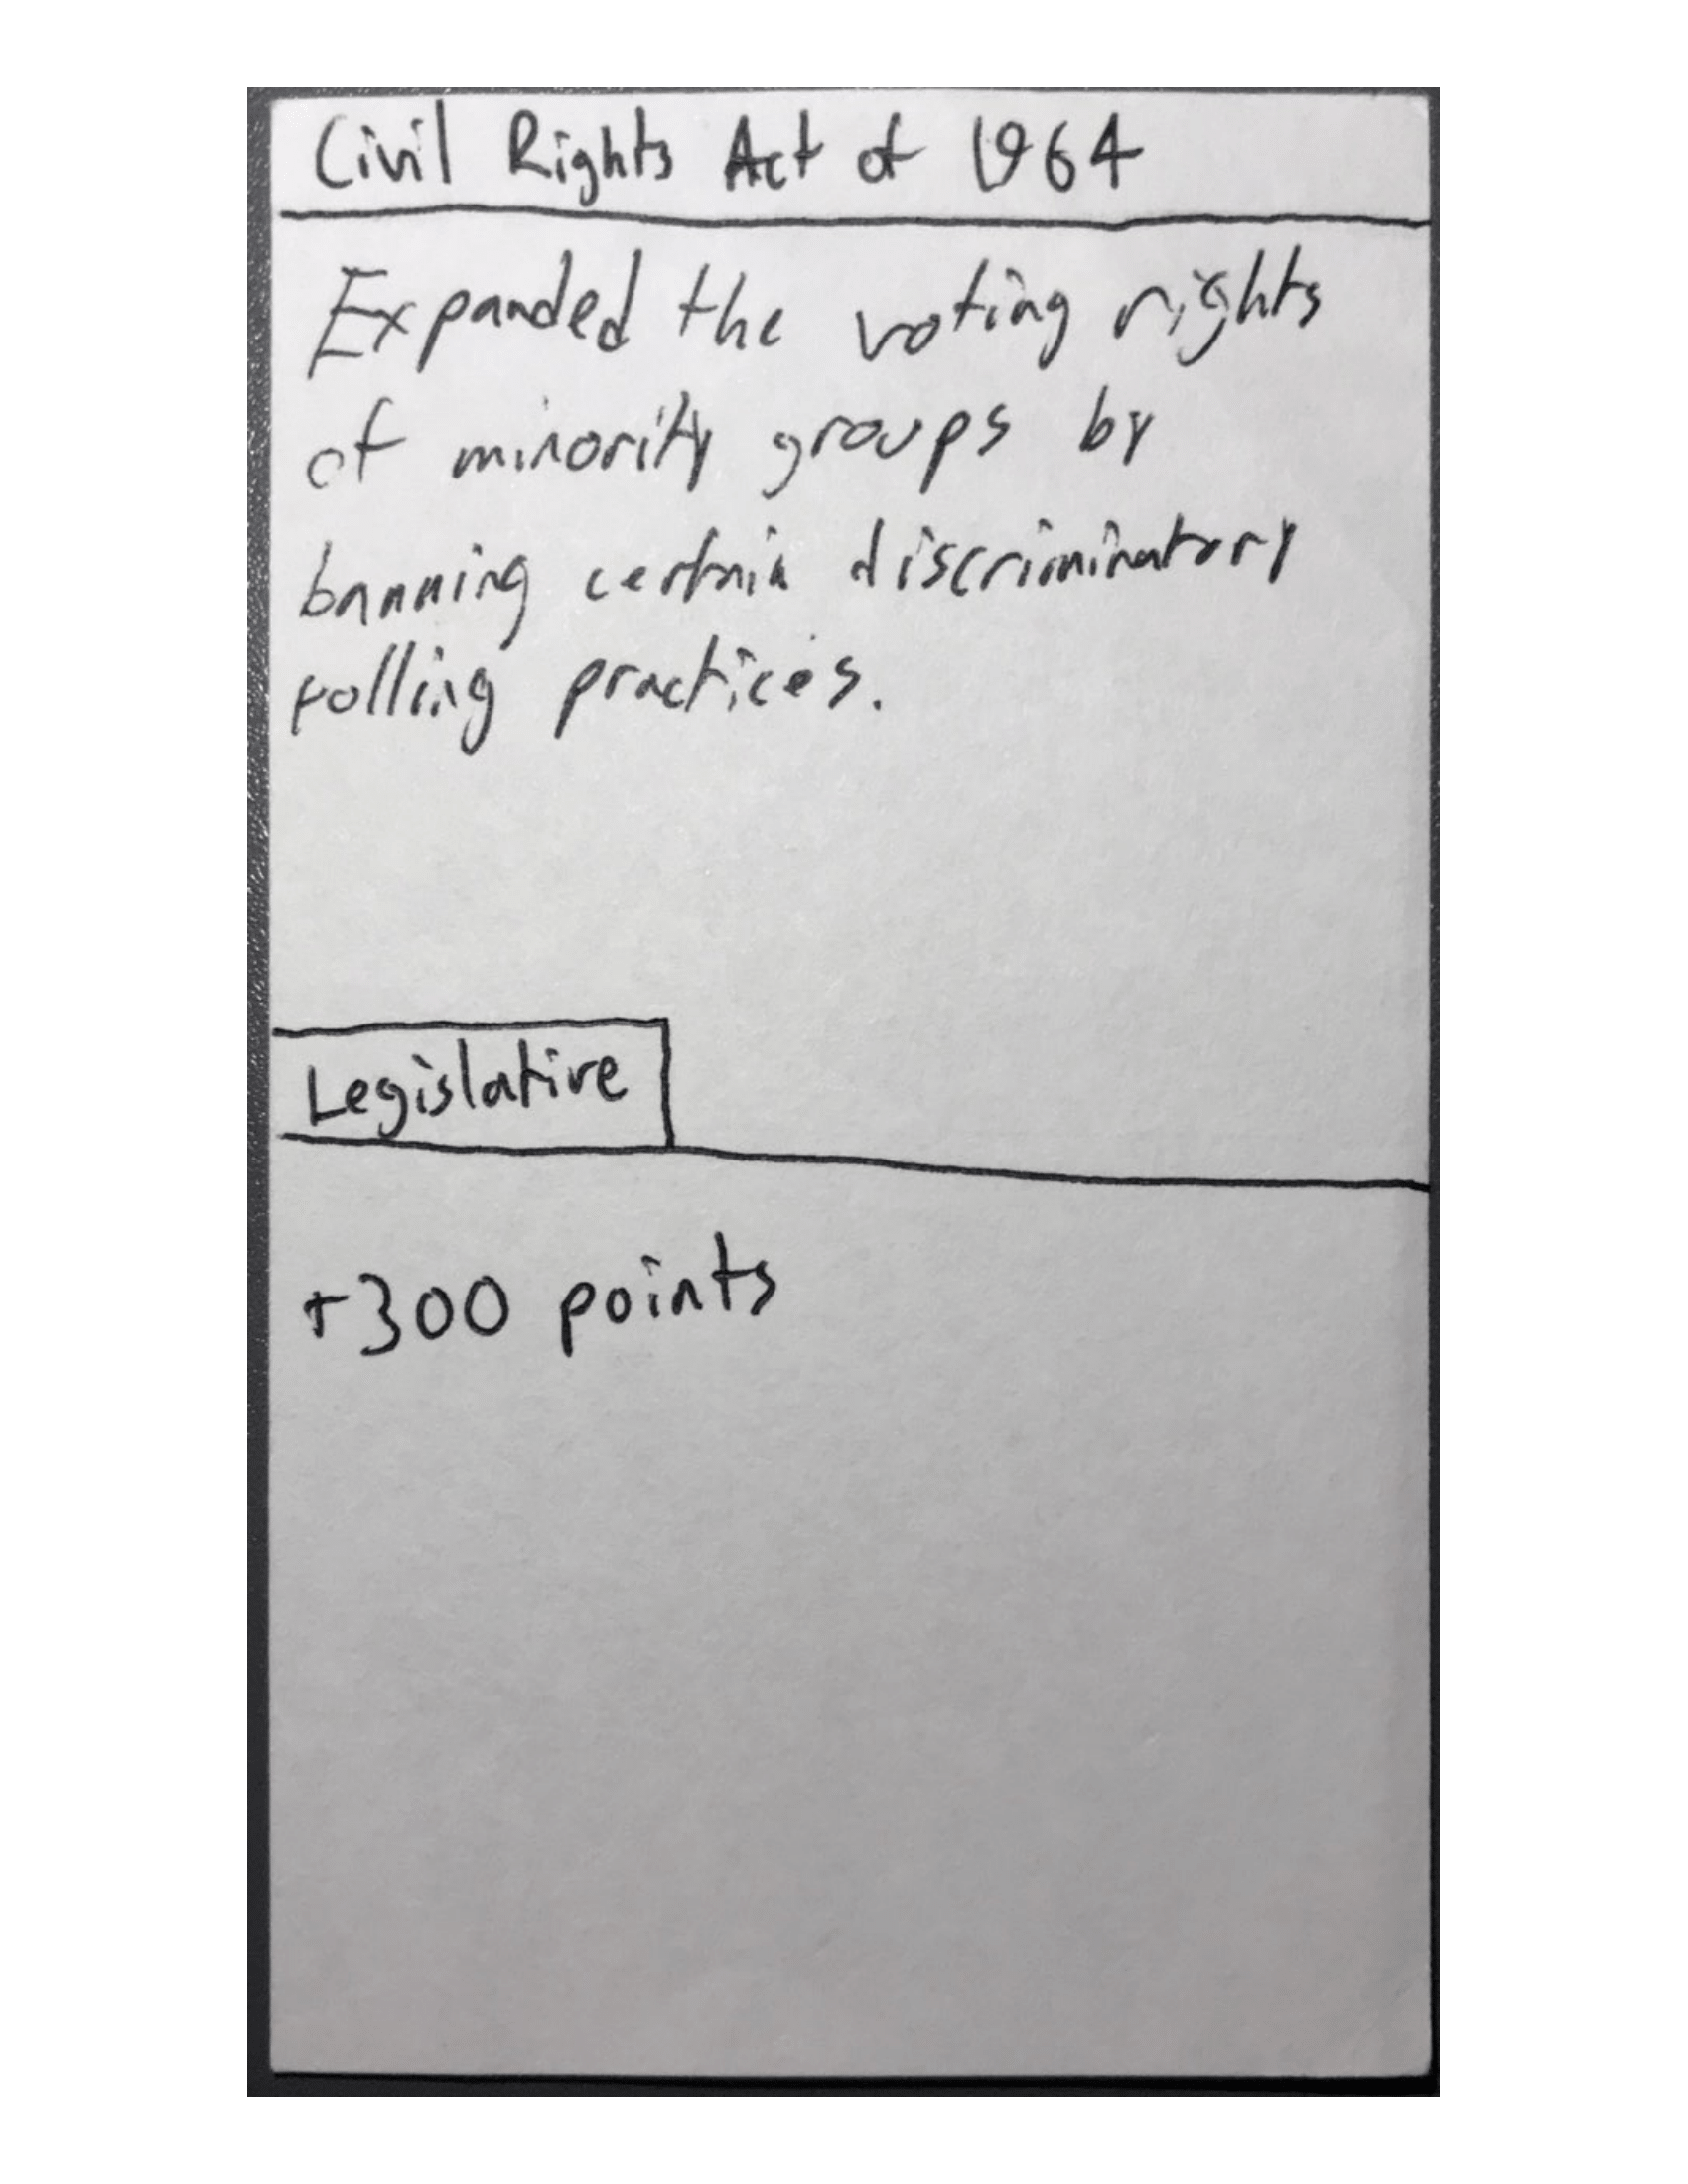 Civil Rights Act of 1964
Expanded the voting rights
of minority groups by
banning certain discriminatory
polling practices.
Legislative
+300 points